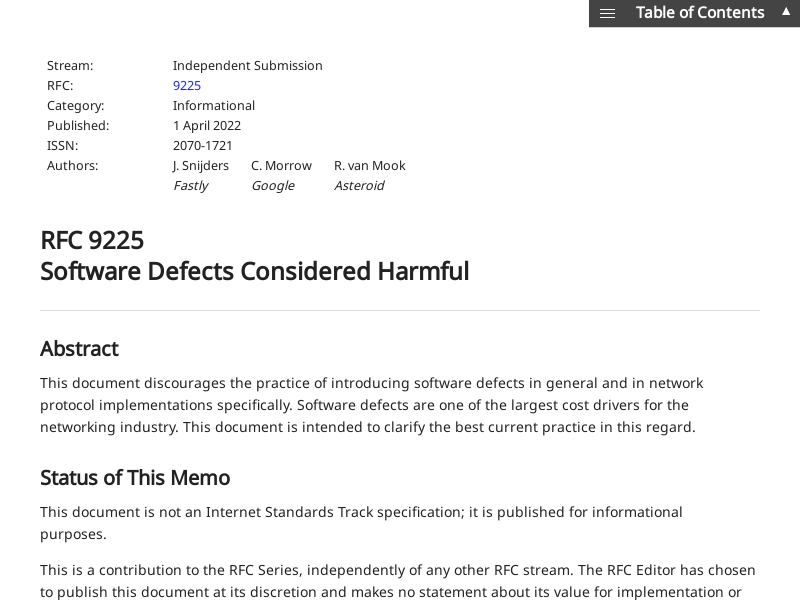 Table of Contents ▲
Stream: Independent Submission
RFC: 9225
Category: Informational
Published: 1 April 2022
ISSN: 2070-1721
Authors: J. Snijders C. Morrow R. van Mook
Fastly Google Asteroid
RFC 9225
Software Defects Considered Harmful
Abstract
This document discourages the practice of introducing software defects in general and in network
protocol implementations specifically. Software defects are one of the largest cost drivers for the
networking industry. This document is intended to clarify the best current practice in this regard.
Status of This Memo
This document is not an Internet Standards Track specification; it is published for informational
purposes.
This is a contribution to the RFC Series, independently of any other RFC stream. The RFC Editor has chosen
to publish this document at its discretion and makes no statement about its value for implementation or